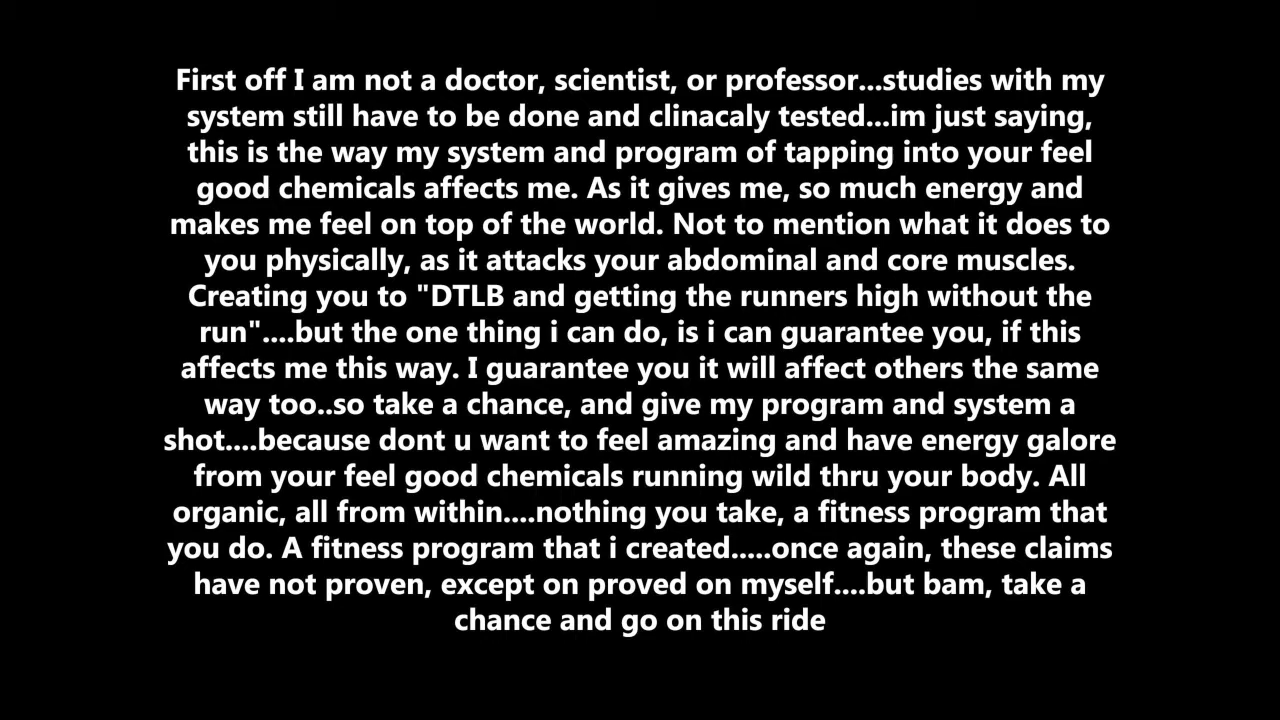 First off I am not a doctor, scientist, or professor...studies with my
system still have to be done and clinacaly tested...im just saying,
this is the way my system and program of tapping into your feel
good chemicals affects me. As it gives me, so much energy and
makes me feel on top of the world. Not to mention what it does to
you physically, as it attacks your abdominal and core muscles.
Creating you to "DTLB and getting the runners high without the
run"....but the one thing i can do, is i can guarantee you, if this
affects me this way. I guarantee you it will affect others the same
way too..so take a chance, and give my program and system a
shot....because dont u want to feel amazing and have energy galore
from your feel good chemicals running wild thru your body. All
organic, all from within....nothing you take, a fitness program that
you do. A fitness program that i created.....once again, these claims
have not proven, except on proved on myself....but bam, take a
chance and go on this ride